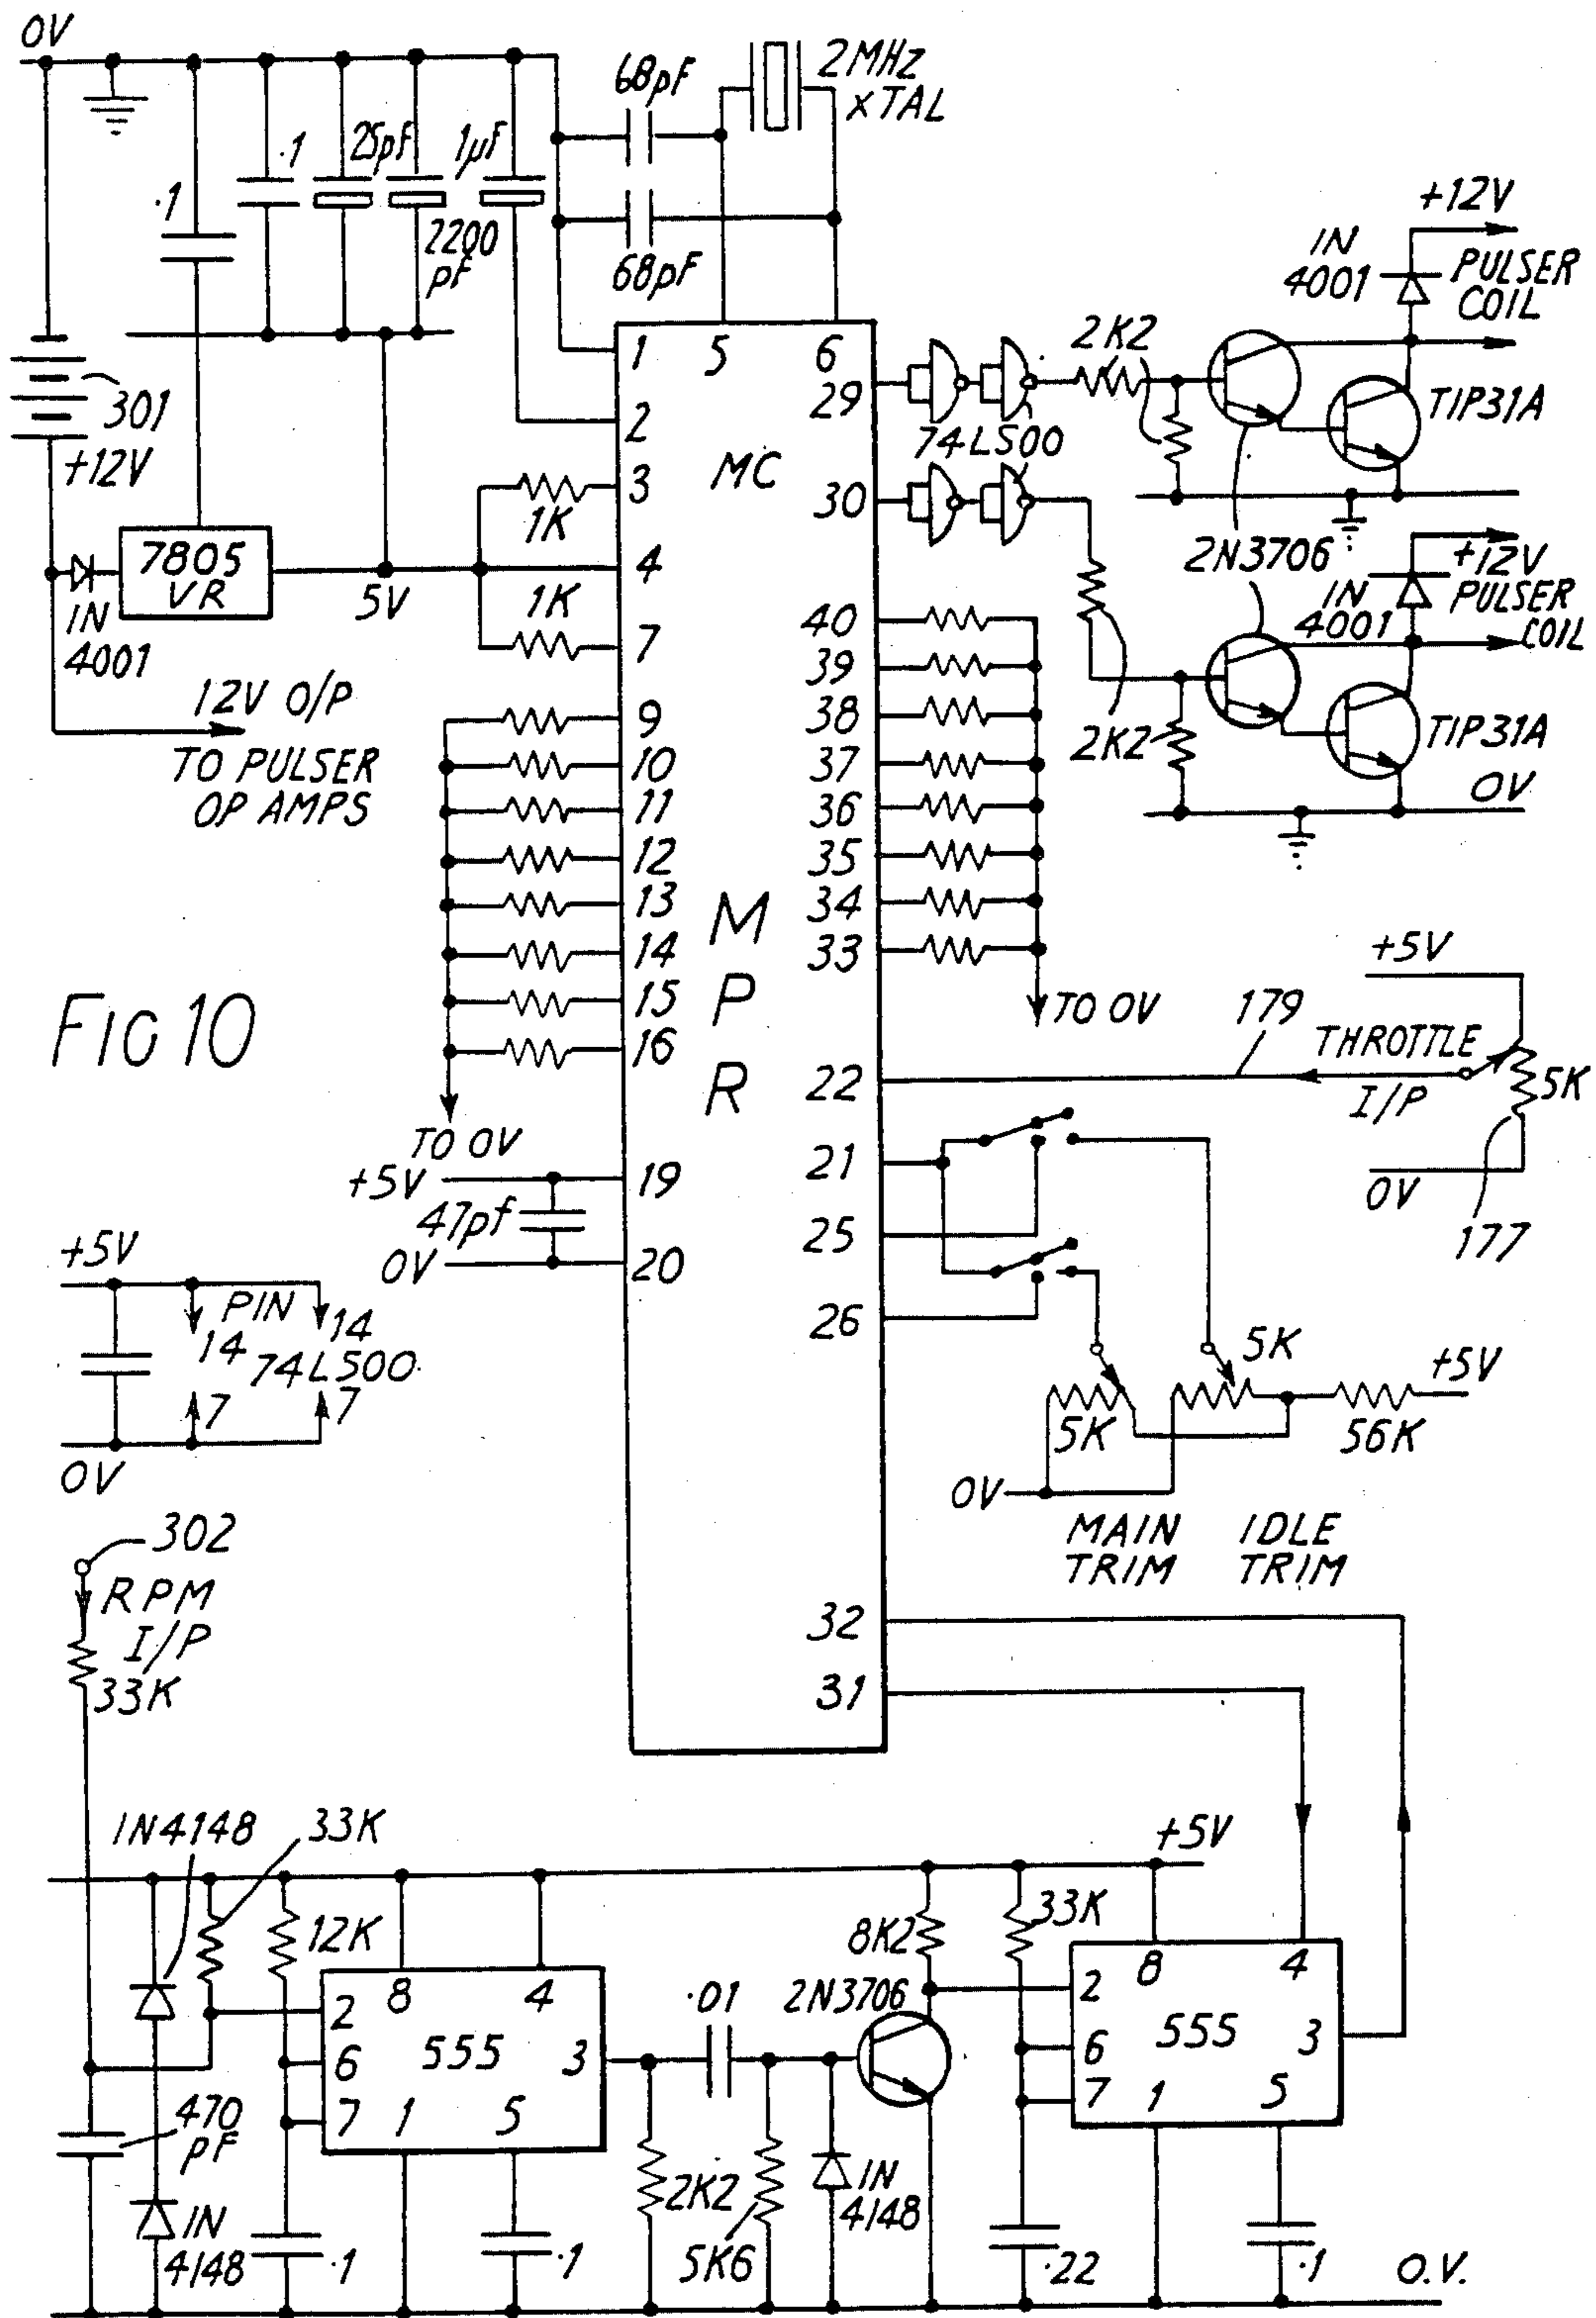 0V
68pF
2MHz
XTAL
.1
.1
25pF
1µF
2200
pF
68pF
301
+12V
7805
VR
IN
4001
5V
12V O/P
TO PULSER
OP AMPS
1K
1K
1
2
3
4
7
9
10
11
12
13
14
15
16
TO 0V
+5V
19
47pf
0V
20
5
6
MC
M
P
R
29
30
40
39
38
37
36
35
34
33
TO 0V
22
21
25
26
32
31
74LS00
2K2
+12V
IN
4001
PULSER
COIL
TIP31A
2N3706
+12V
IN
4001
PULSER
COIL
2K2
TIP31A
0V
+5V
179
THROTTLE
I/P
5K
0V
177
FIG 10
+5V
PIN
14
14
74LS00.
7
7
0V
5K
+5V
5K
56K
0V
MAIN
TRIM
IDLE
TRIM
302
RPM
I/P
33K
IN4148
33K
+5V
12K
8K2
33K
8
4
2
6
7
555
3
1
5
.01
2N3706
8
4
2
6
7
555
3
1
5
470
pF
IN
4148
.1
.1
2K2
5K6
IN
4148
.22
.1
O.V.